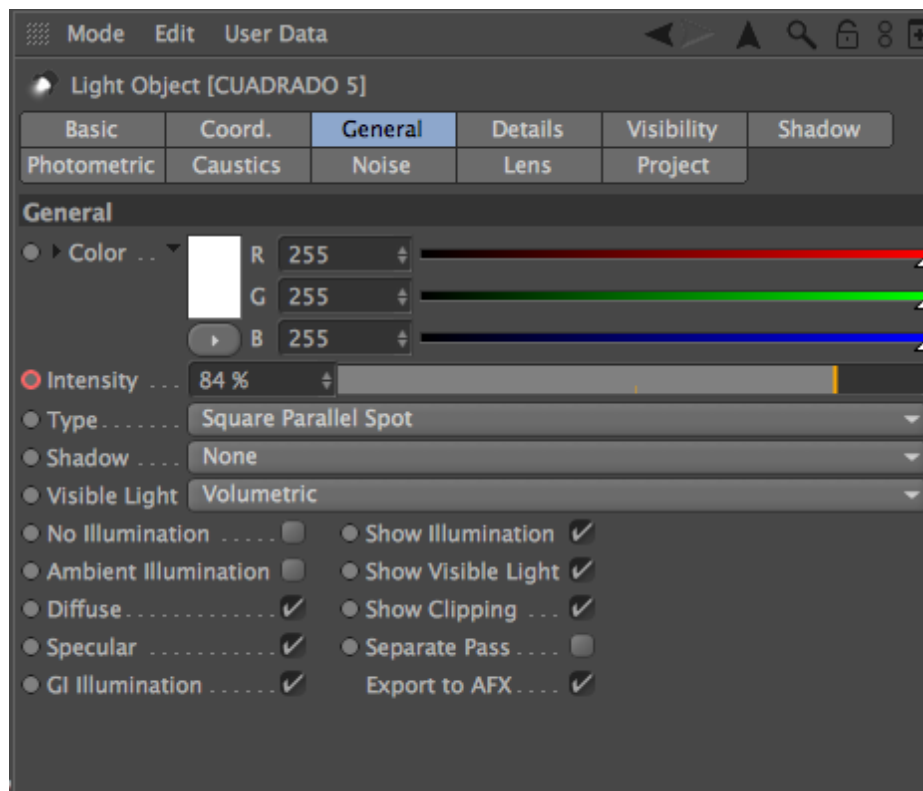 Mode Edit User Data
Light Object [CUADRADO 5]
Basic Coord. General Details Visibility Shadow
Photometric Caustics Noise Lens Project
General
Color . . R 255
G 255
B 255
Intensity . . . 84 %
Type . . . . . . . Square Parallel Spot
Shadow . . . . None
Visible Light Volumetric
No Illumination . . . . . Show Illumination
Ambient Illumination Show Visible Light
Diffuse . . . . . . . . . . . . Show Clipping . . .
Specular . . . . . . . . . . Separate Pass . . . .
GI Illumination . . . . . . Export to AFX . . . .